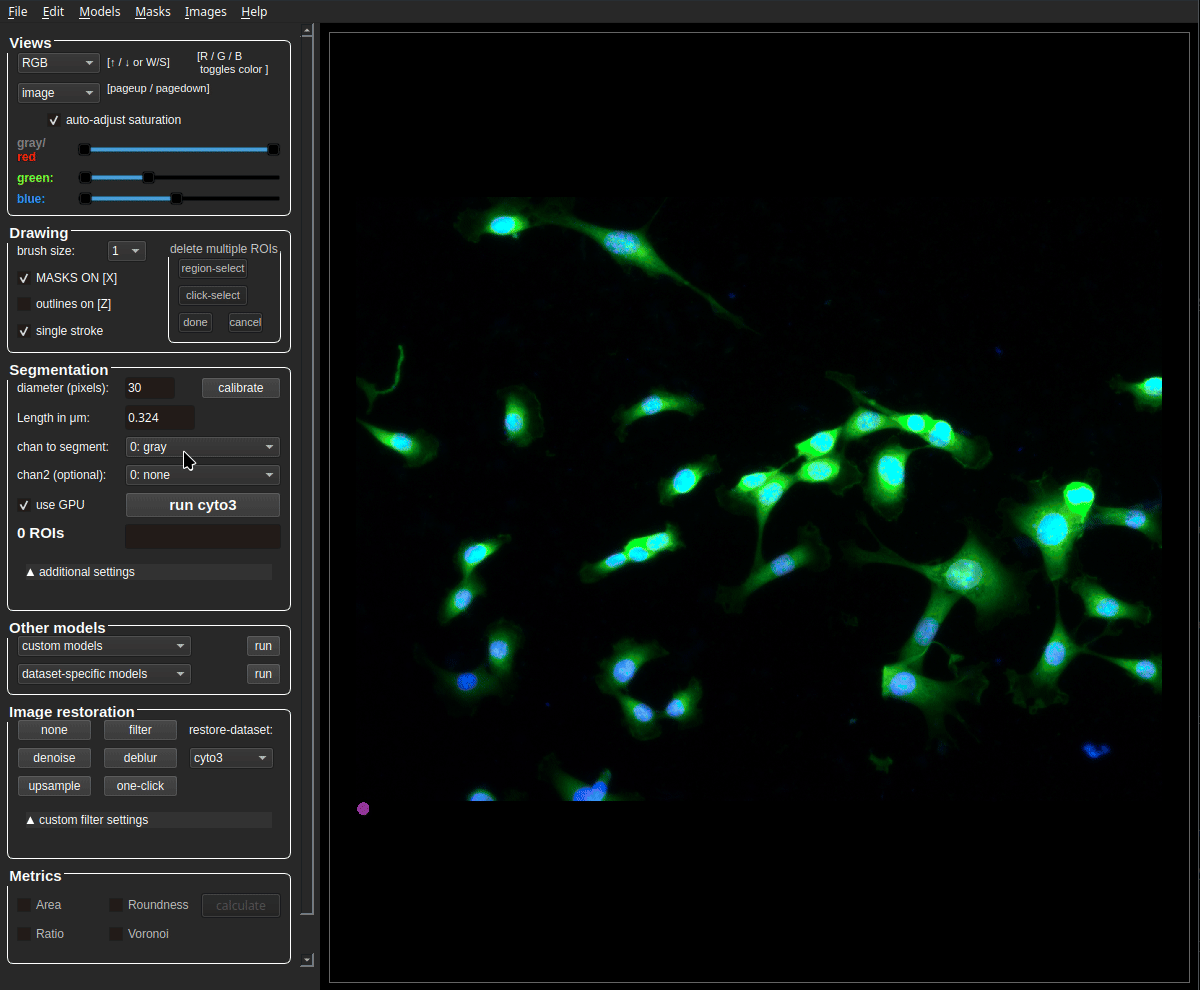 File Edit Models Masks Images Help
Views
RGB [↑ / ↓ or W/S] [R / G / B
toggles color ]
image [pageup / pagedown]
auto-adjust saturation
gray/
red
green:
blue:
Drawing
brush size: 1 delete multiple ROIs
region-select
MASKS ON [X]
click-select
outlines on [Z]
done cancel
single stroke
Segmentation
diameter (pixels): 30 calibrate
Length in μm: 0.324
chan to segment: 0: gray
chan2 (optional): 0: none
use GPU run cyto3
0 ROIs
▲ additional settings
Other models
custom models run
dataset-specific models run
Image restoration
none filter restore-dataset:
denoise deblur cyto3
upsample one-click
▲ custom filter settings
Metrics
Area Roundness calculate
Ratio Voronoi